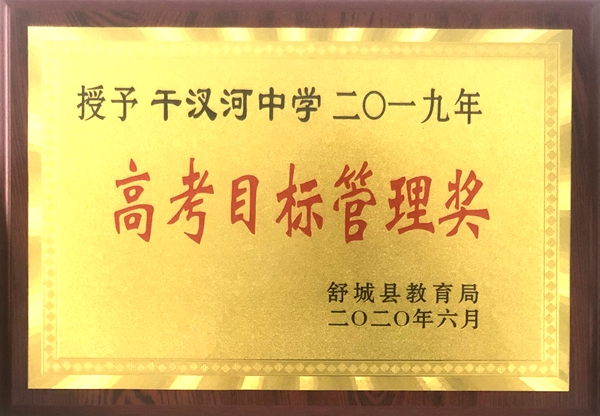 授予 干汊河中学 二〇一九年
高考目标管理奖
舒城县教育局
二〇二〇年六月